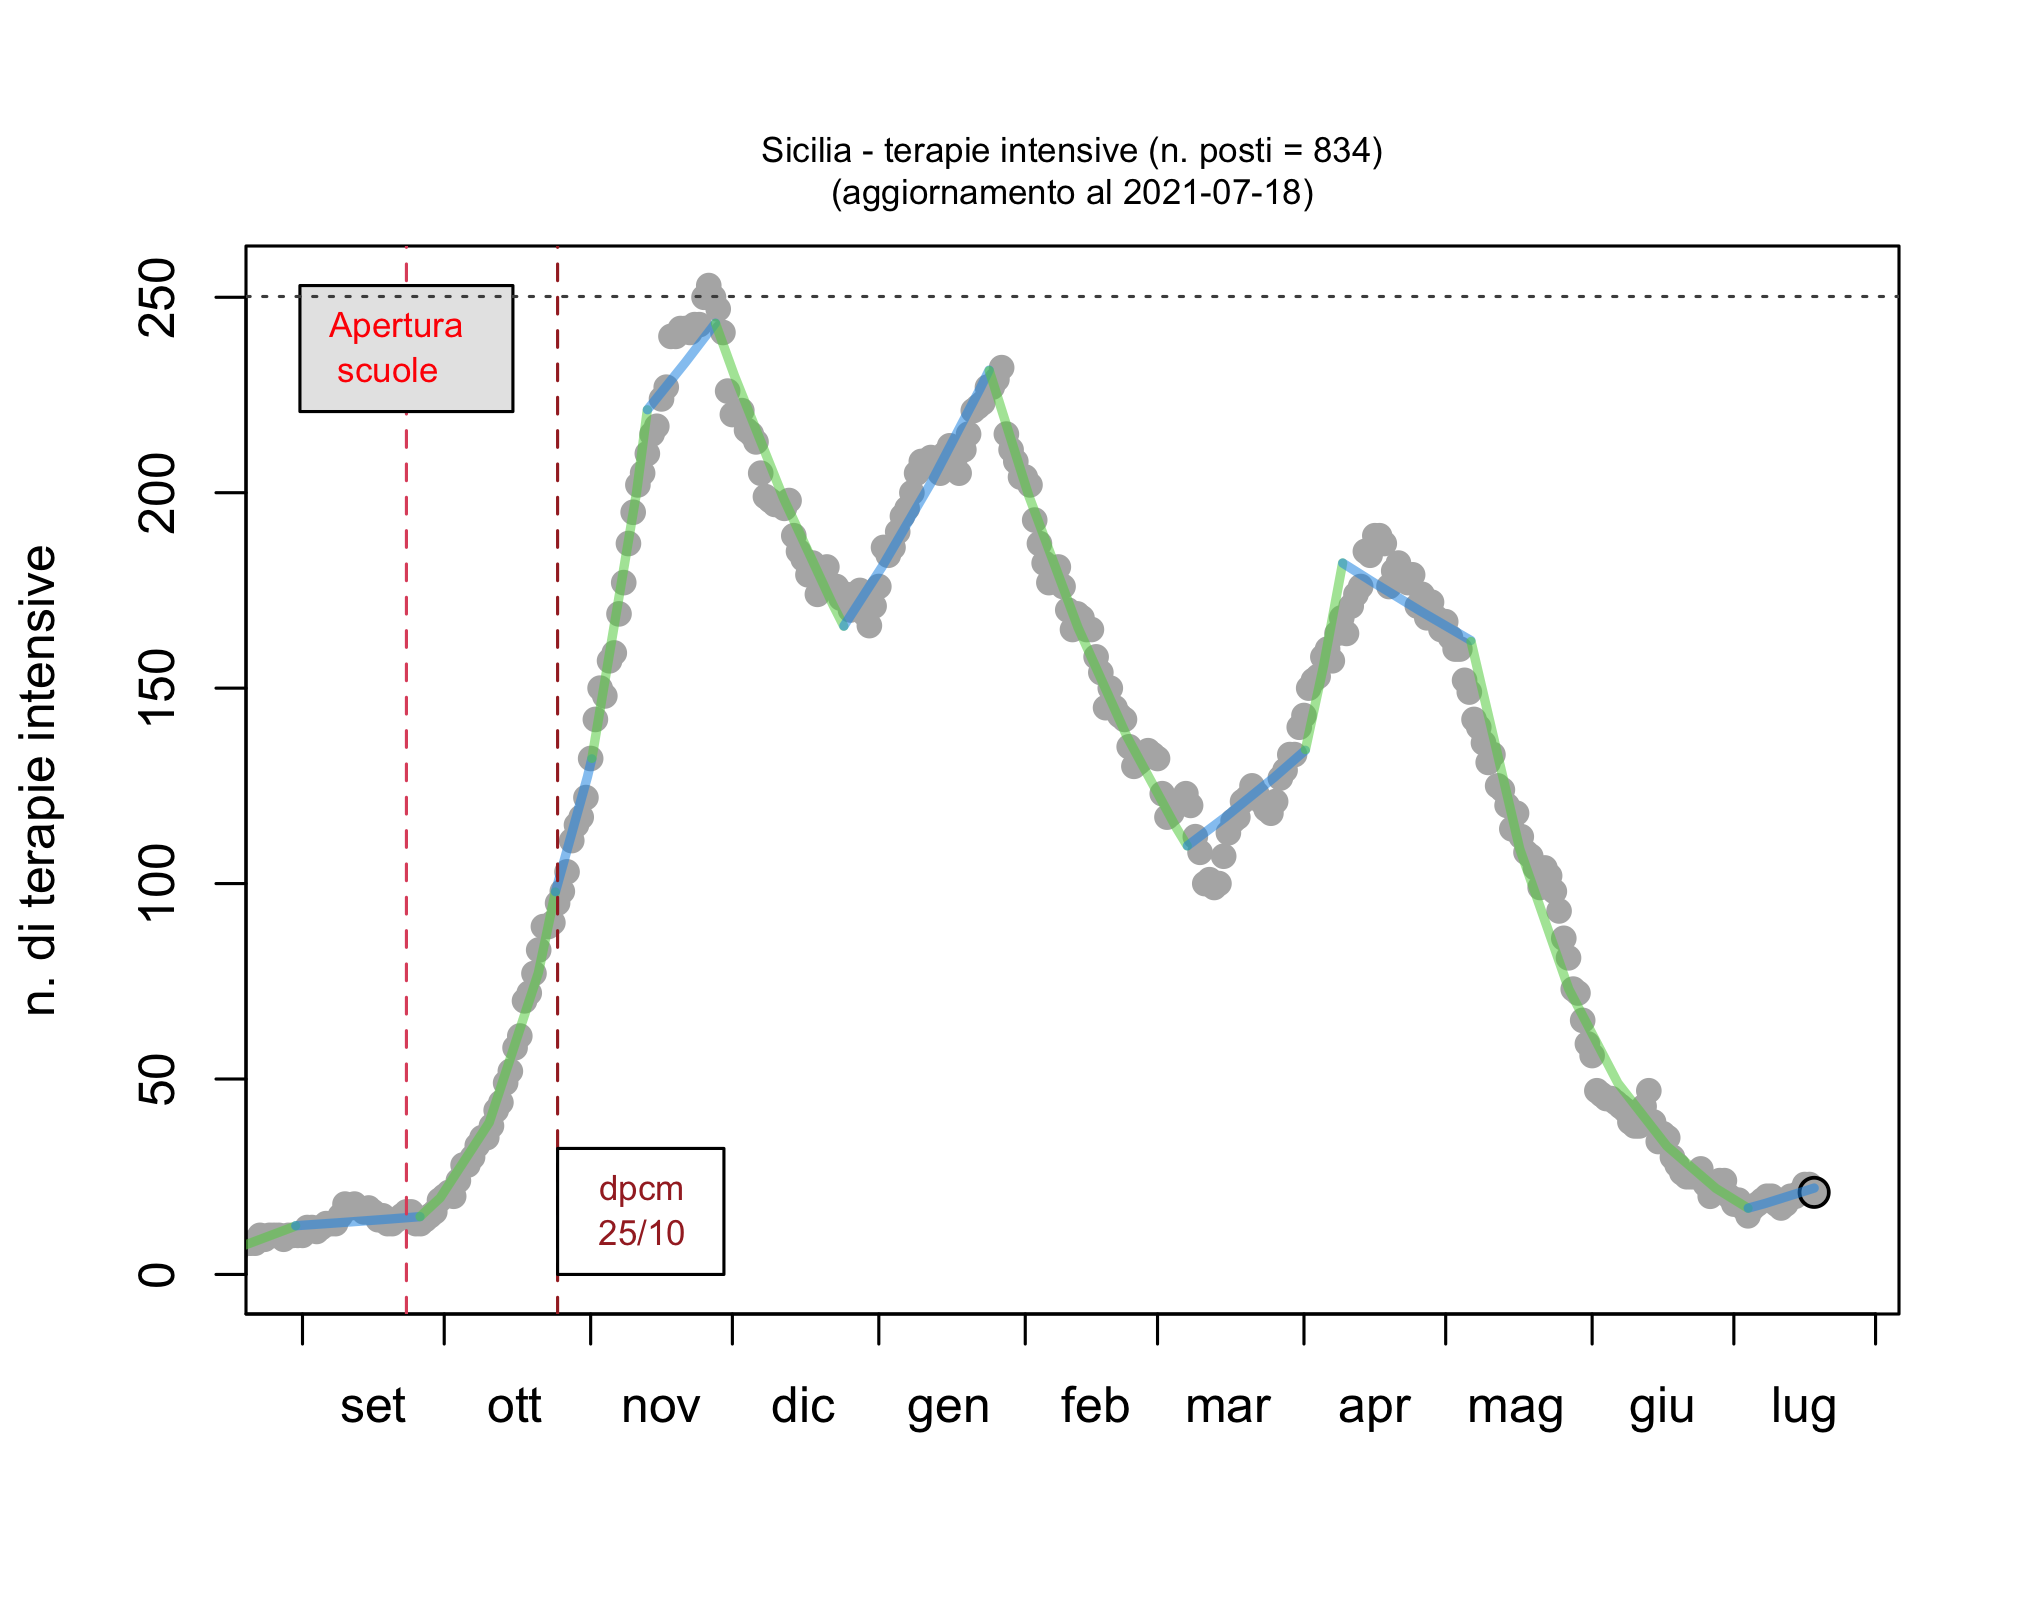 Sicilia - terapie intensive (n. posti = 834)
(aggiornamento al 2021-07-18)
n. di terapie intensive
250
200
150
100
50
0
Apertura
scuole
dpcm
25/10
set ott nov dic gen feb mar apr mag giu lug